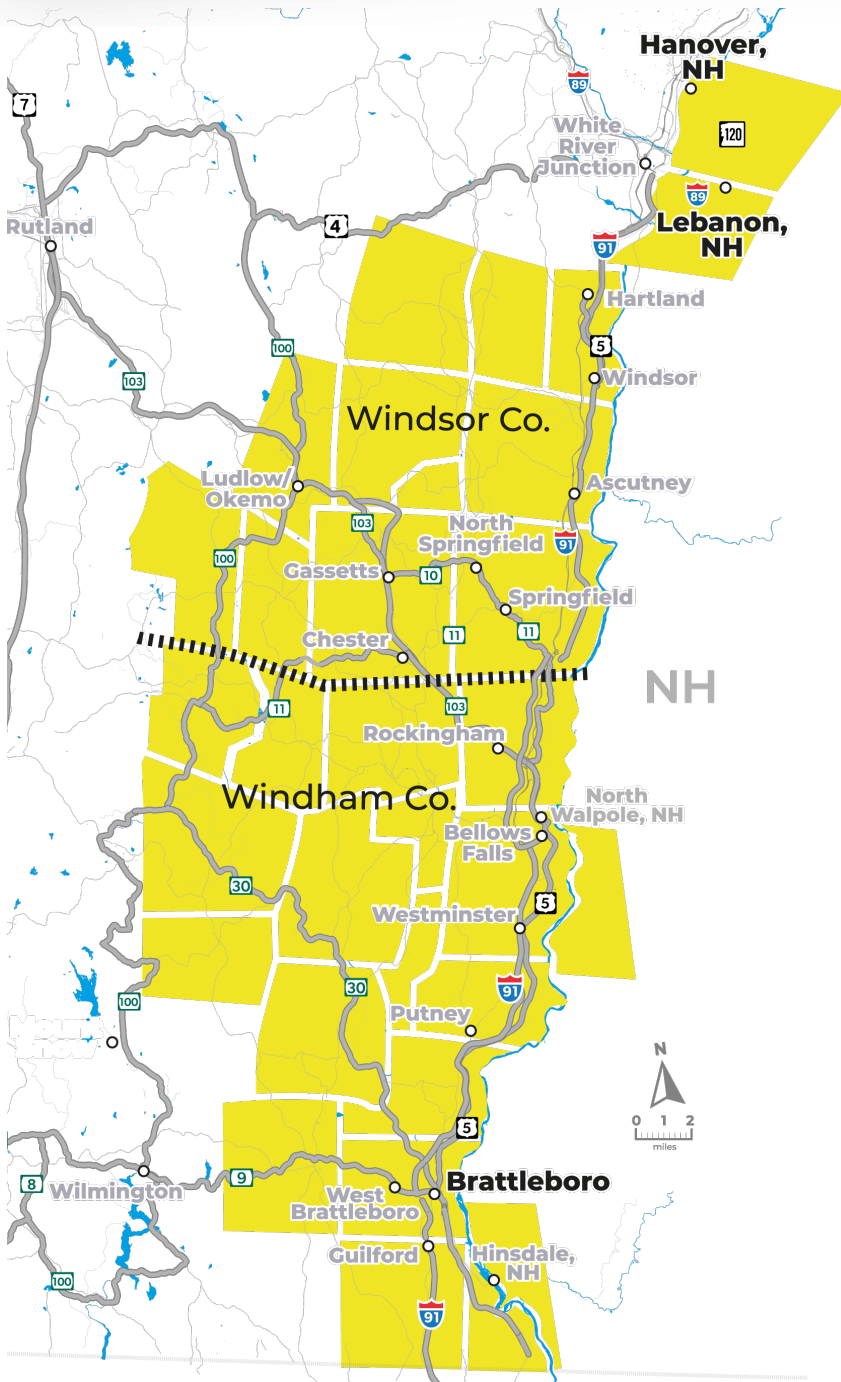 Hanover,
NH
89
7
120
White
River
Junction
89
Rutland
4
Lebanon,
NH
91
Hartland
100
5
103
Windsor
Windsor Co.
Ludlow/
Okemo
Ascutney
103
North
Springfield
91
100
Gassetts
10
Springfield
11
11
Chester
NH
11
103
Rockingham
Windham Co.
North
Walpole, NH
Bellows
Falls
30
5
Westminster
30
91
100
Putney
Mount
Snow
N
0 1 2
miles
5
9
8
Wilmington
Brattleboro
West
Brattleboro
Guilford
Hinsdale,
NH
100
91